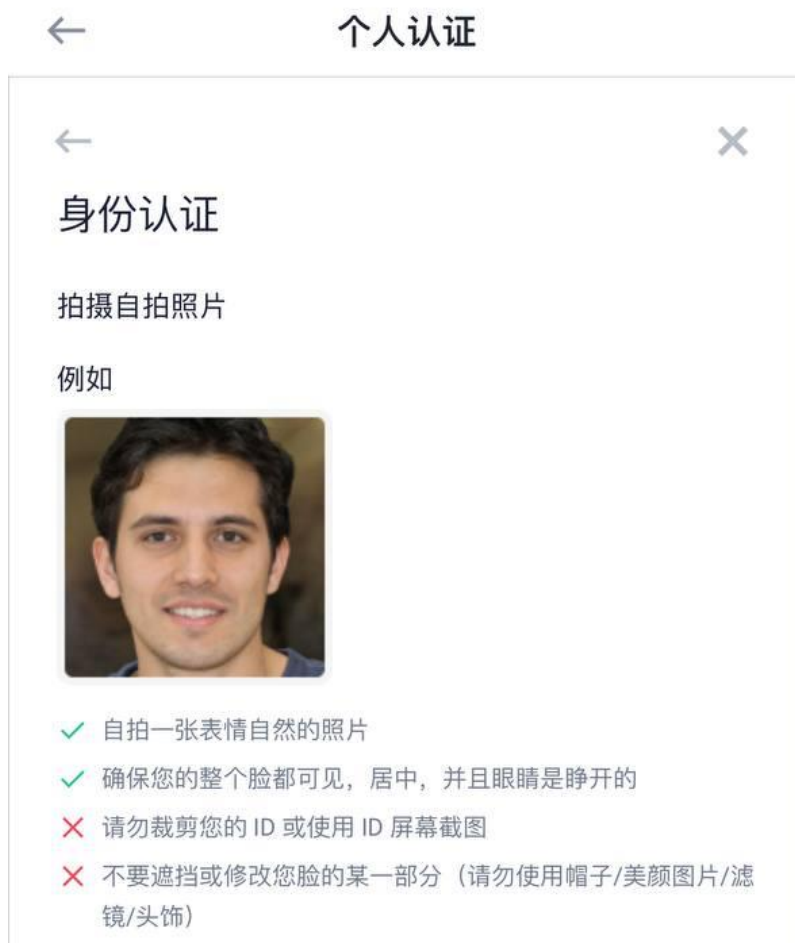 个人认证
身份认证
拍摄自拍照片
例如
自拍一张表情自然的照片
确保您的整个脸都可见，居中，并且眼睛是睁开的
请勿裁剪您的 ID 或使用 ID 屏幕截图
不要遮挡或修改您脸的某一部分（请勿使用帽子/美颜图片/滤
镜/头饰）